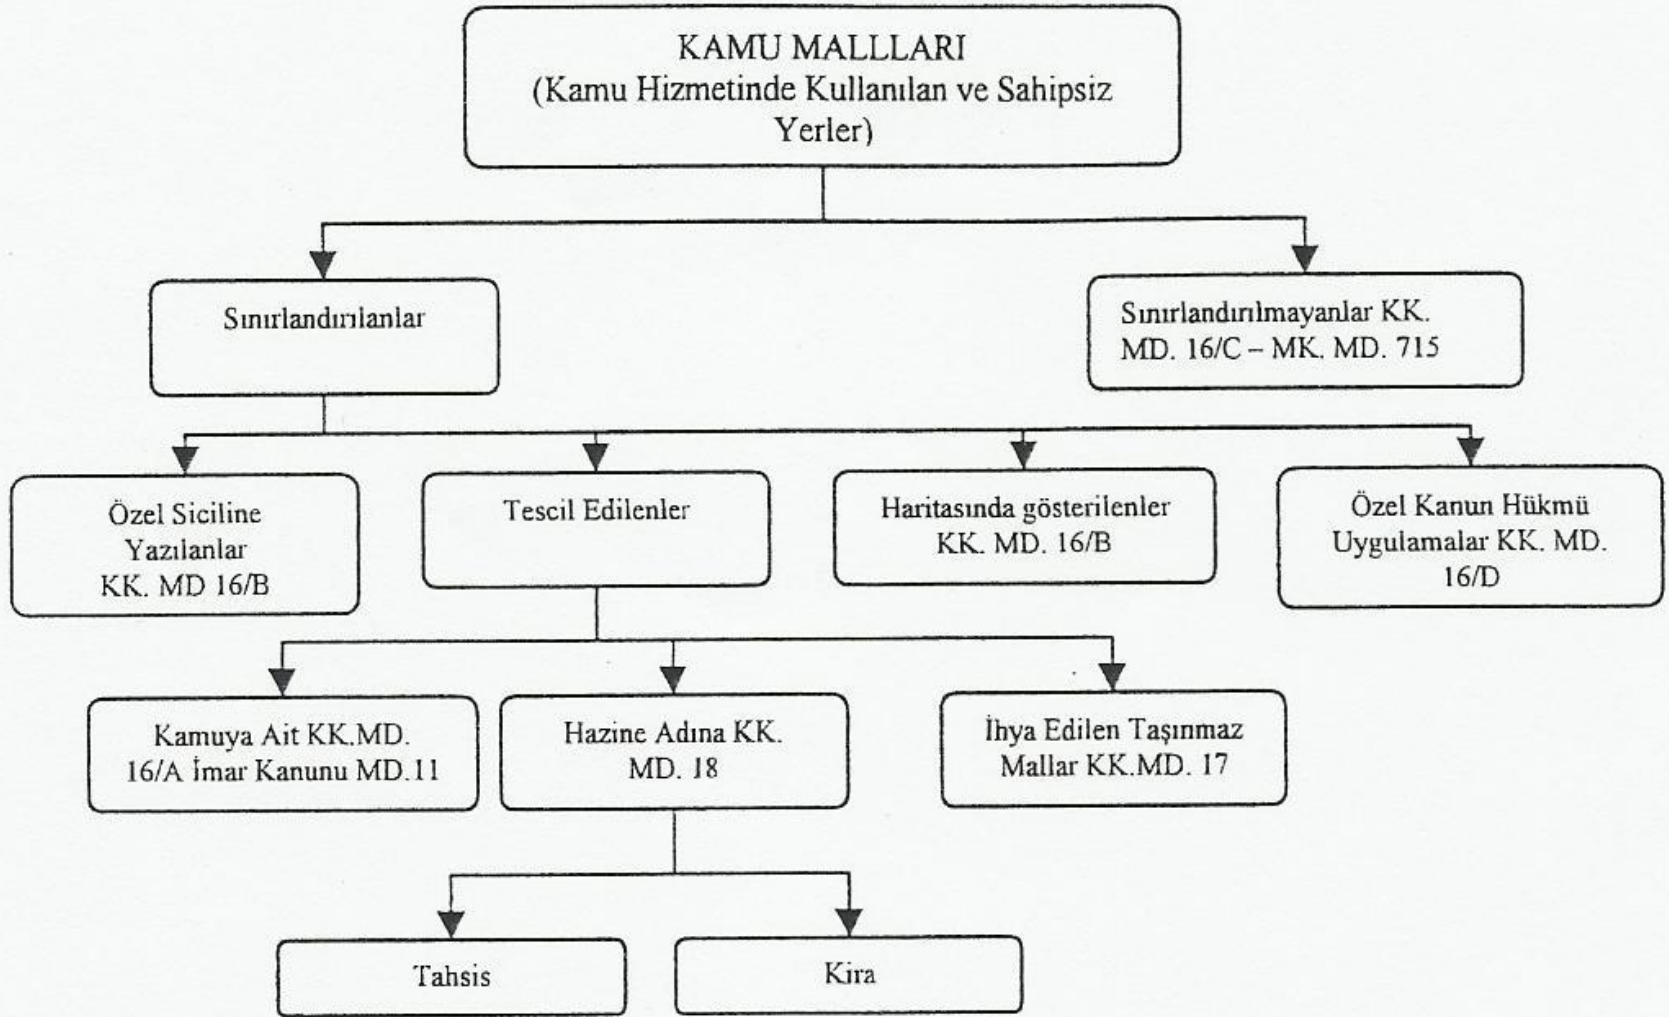 KAMU MALLLARI
(Kamu Hizmetinde Kullanılan ve Sahipsiz
Yerler)
Sınırlandırılanlar
Sınırlandırılmayanlar KK.
MD. 16/C – MK. MD. 715
Özel Siciline
Yazılanlar
KK. MD 16/B
Tescil Edilenler
Haritasında gösterilenler
KK. MD. 16/B
Özel Kanun Hükmü
Uygulamalar KK. MD.
16/D
Kamuya Ait KK.MD.
16/A İmar Kanunu MD.11
Hazine Adına KK.
MD. 18
İhya Edilen Taşınmaz
Mallar KK.MD. 17
Tahsis
Kira